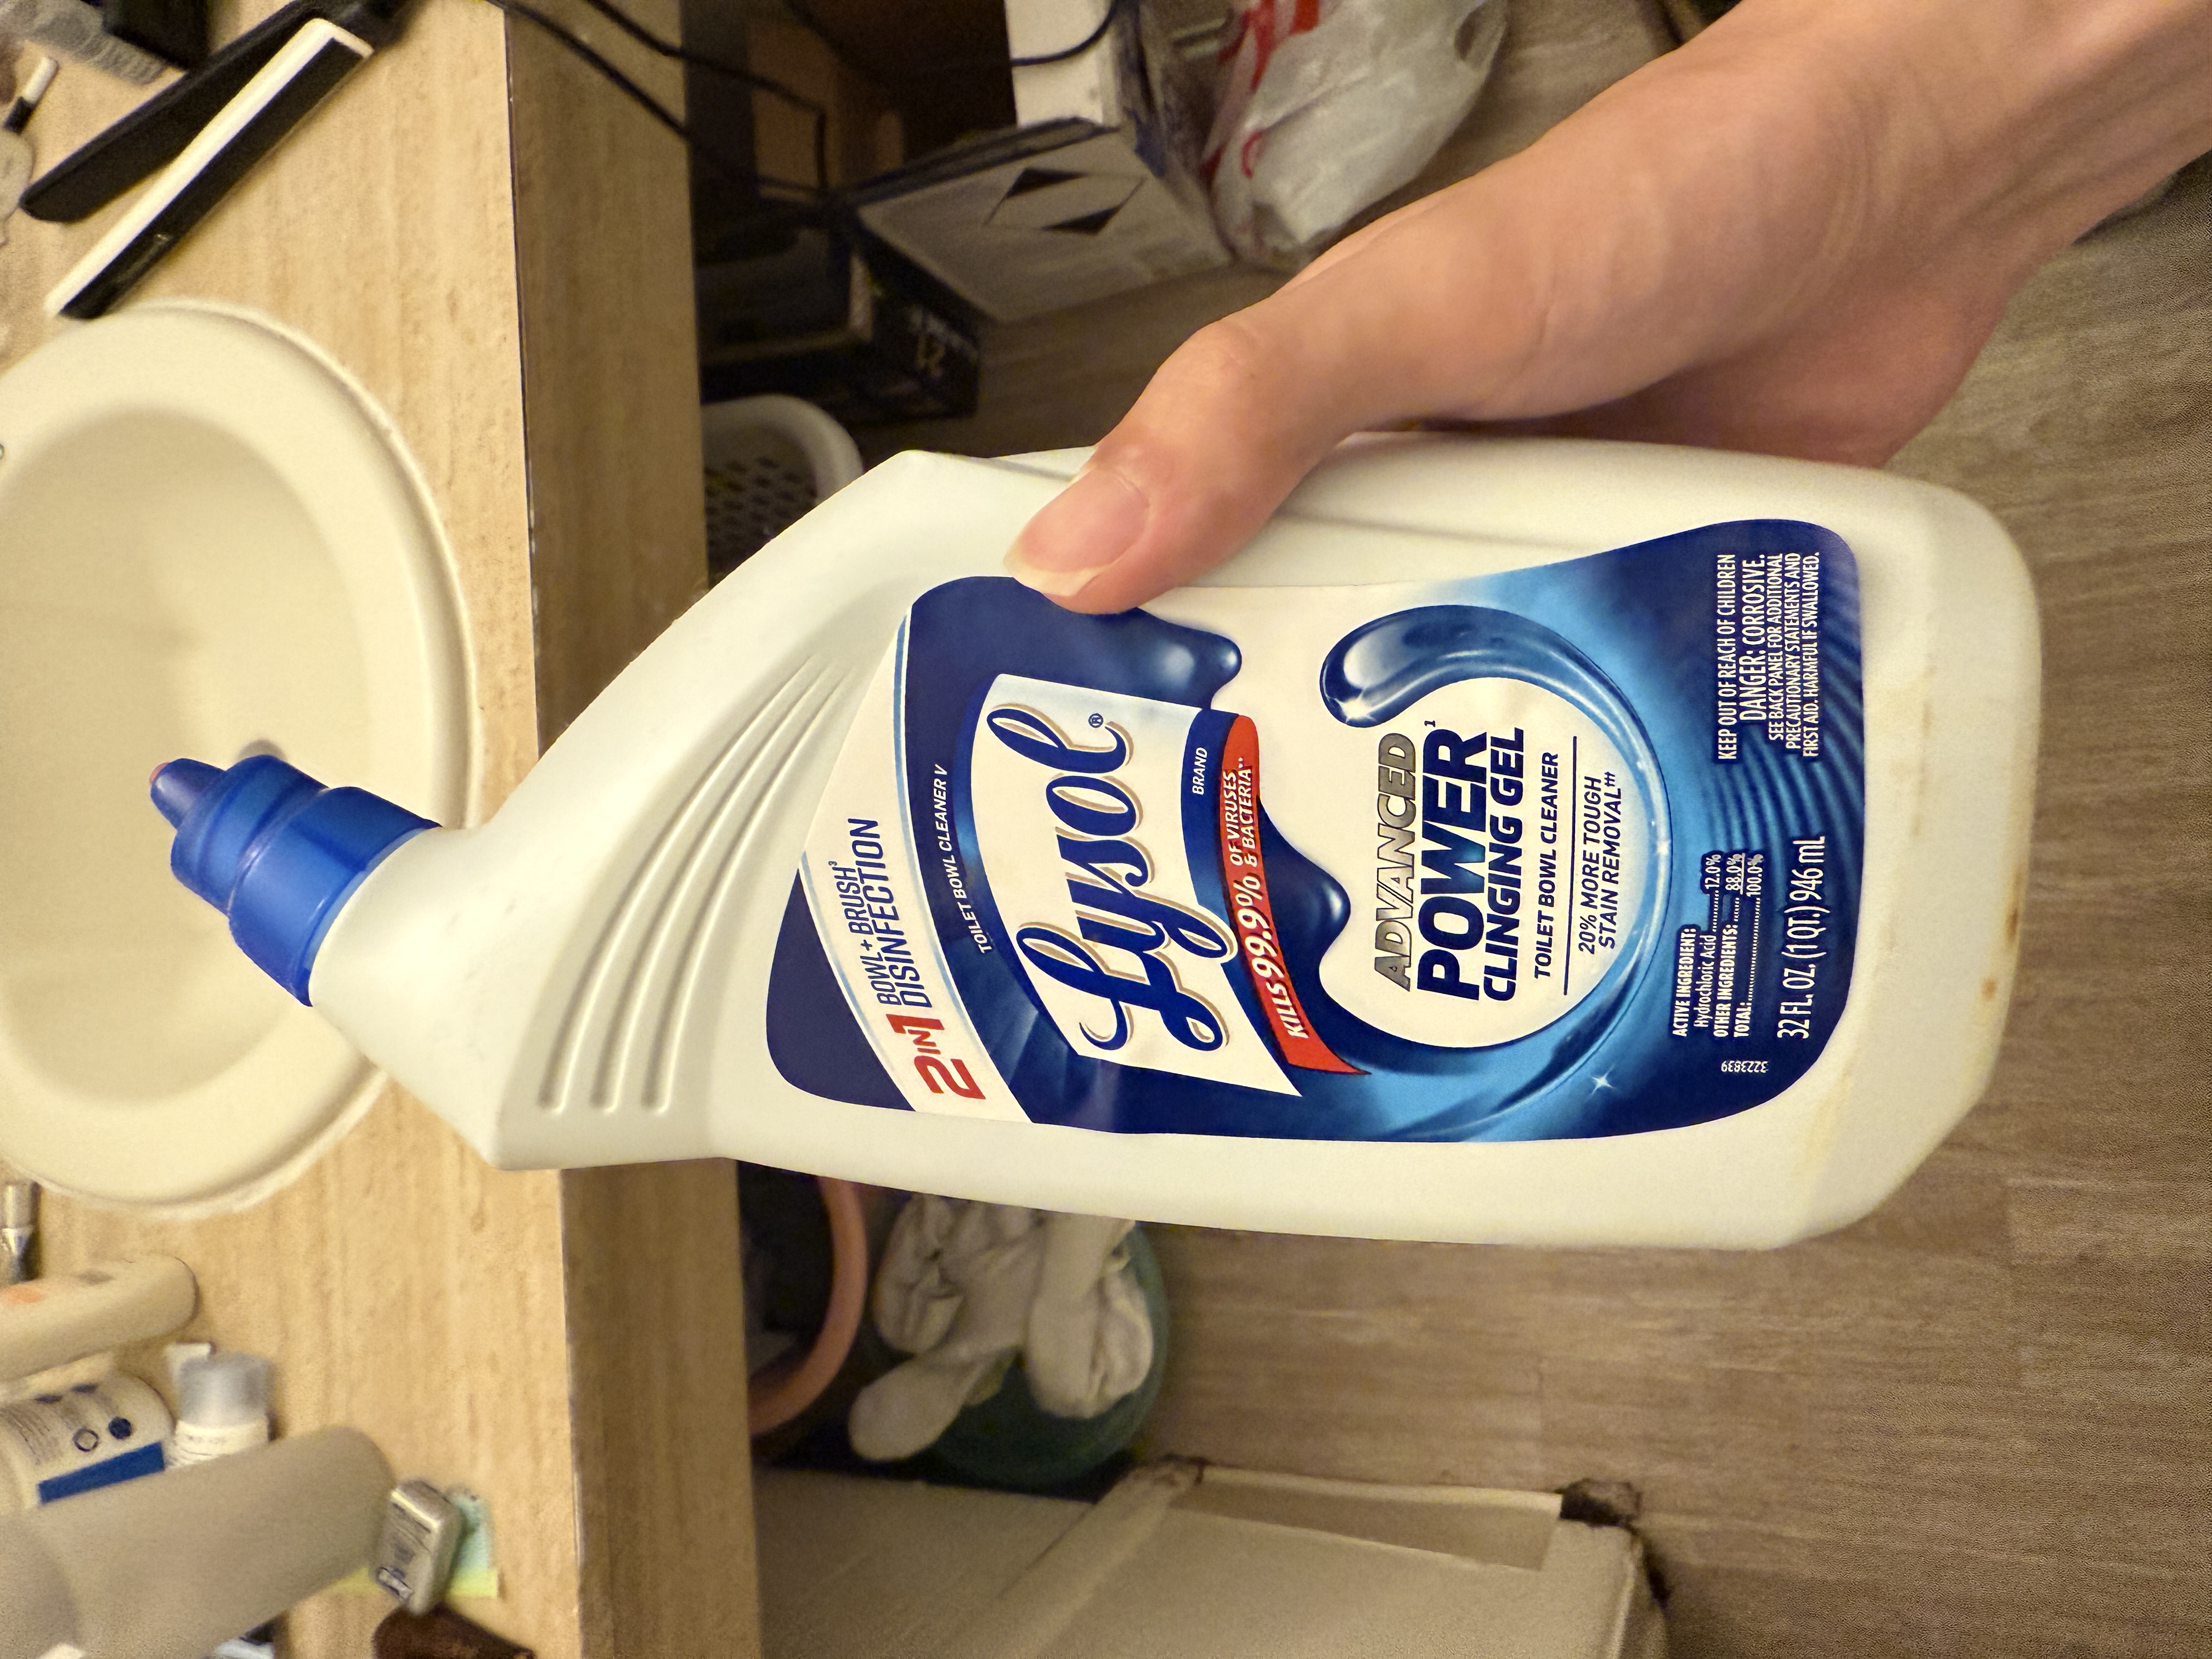 2IN1 BOWL + BRUSH³
DISINFECTION
TOILET BOWL CLEANER V
Lysol®
BRAND
KILLS 99.9% OF VIRUSES
& BACTERIA**
ADVANCED
POWER¹
CLINGING GEL
TOILET BOWL CLEANER
20% MORE TOUGH
STAIN REMOVAL†††
ACTIVE INGREDIENT:
Hydrochloric Acid ...........12.0%
OTHER INGREDIENTS: ...... 88.0%
TOTAL:................................100.0%
3223839
32 FL. OZ. (1 QT.) 946 mL
KEEP OUT OF REACH OF CHILDREN
DANGER: CORROSIVE.
SEE BACK PANEL FOR ADDITIONAL
PRECAUTIONARY STATEMENTS AND
FIRST AID. HARMFUL IF SWALLOWED.